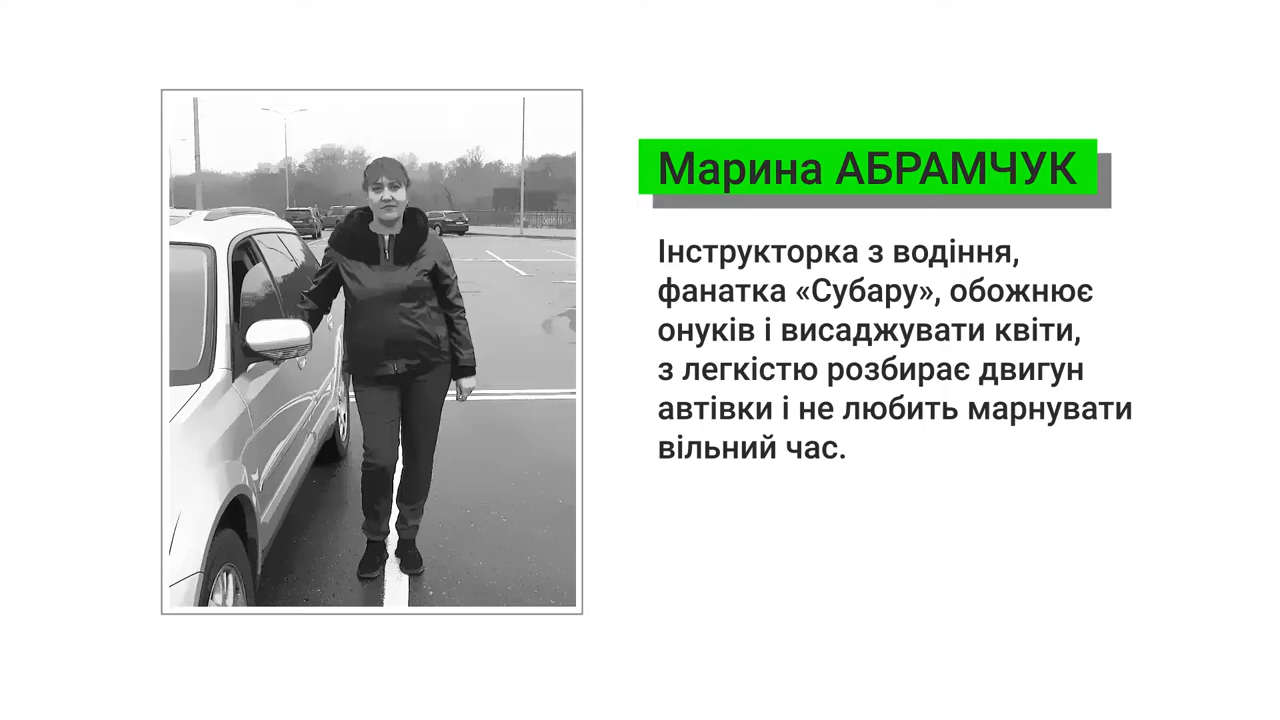 Марина АБРАМЧУК
Інструкторка з водіння,
фанатка «Субару», обожнює
онуків і висаджувати квіти,
з легкістю розбирає двигун
автівки і не любить марнувати
вільний час.